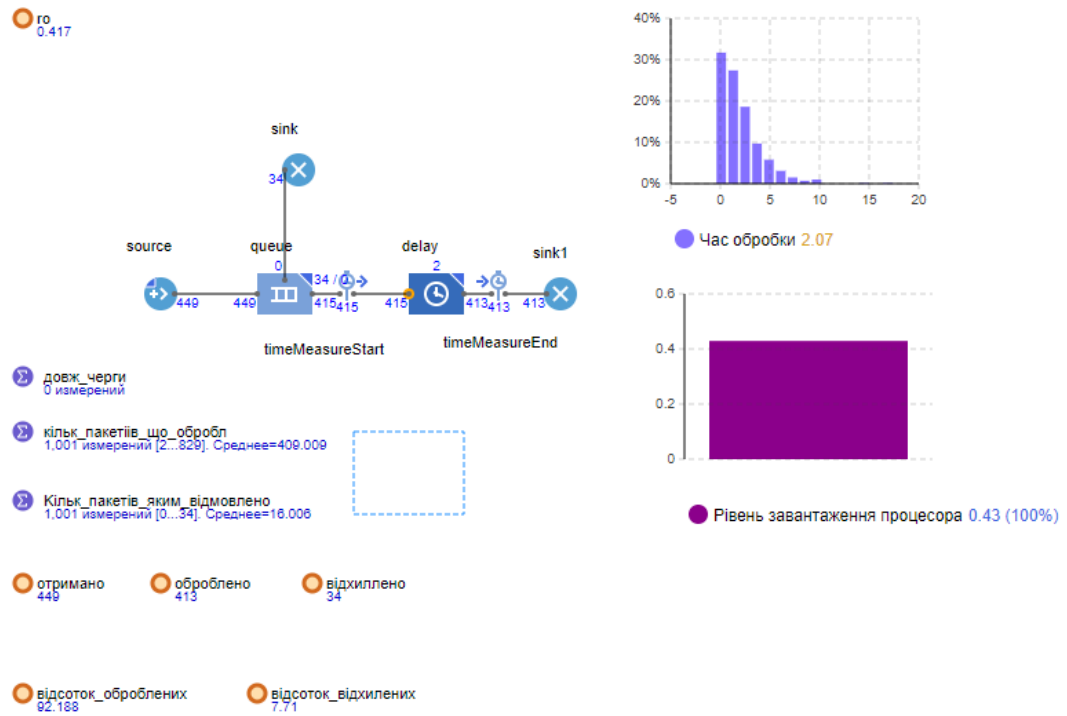 ro
0.417
40%
30%
20%
10%
0%
-5 0 5 10 15 20
Час обробки 2.07
sink
34
source
queue
delay
sink1
0
2
449
449
34 / 0
415
415
415
413
413
413
timeMeasureStart
timeMeasureEnd
0.6
0.4
0.2
0
Рівень завантаження процесора 0.43 (100%)
довж_черги
0 измерений
кільк_пакетіів_що_обробл
1,001 измерений [2...829]. Среднее=409.009
Кільк_пакетів_яким_відмовлено
1,001 измерений [0...34]. Среднее=16.006
отримано
449
оброблено
413
відхиллено
34
відсоток_оброблених
92.188
відсоток_відхилених
7.71